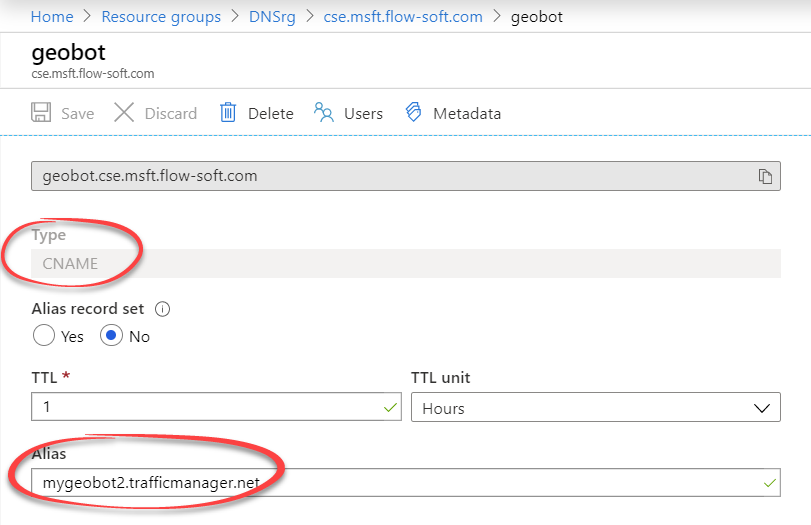 Home > Resource groups > DNSrg > cse.msft.flow-soft.com > geobot
geobot
cse.msft.flow-soft.com
Save Discard Delete Users Metadata
geobot.cse.msft.flow-soft.com
Type
CNAME
Alias record set
Yes No
TTL * TTL unit
1 Hours
Alias
mygeobot2.trafficmanager.net